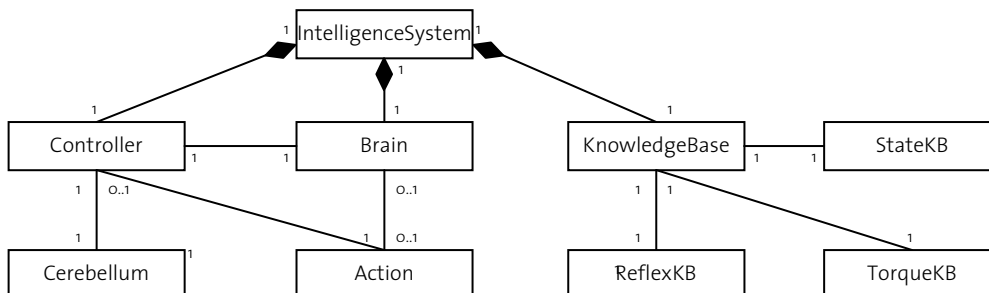 1 IntelligenceSystem 1
1
1 1 1
Controller Brain KnowledgeBase StateKB
1 1 1 1
1 0..1 0..1 1 1
1 1 0..1 1 1
Cerebellum 1 Action 1 ReflexKB TorqueKB